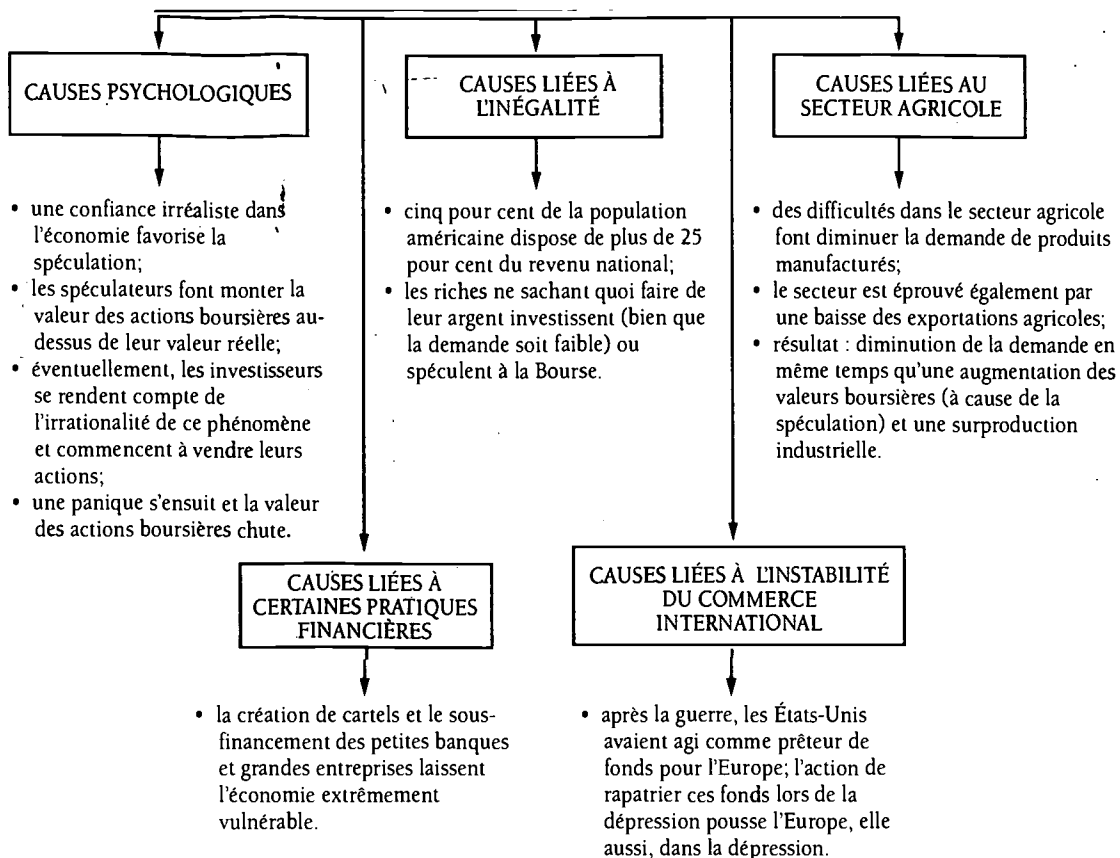 CAUSES PSYCHOLOGIQUES
• une confiance irréaliste dans
l'économie favorise la
spéculation;
• les spéculateurs font monter la
valeur des actions boursières au-
dessus de leur valeur réelle;
• éventuellement, les investisseurs
se rendent compte de
l'irrationalité de ce phénomène
et commencent à vendre leurs
actions;
• une panique s'ensuit et la valeur
des actions boursières chute.
CAUSES LIÉES À
L'INÉGALITÉ
• cinq pour cent de la population
américaine dispose de plus de 25
pour cent du revenu national;
• les riches ne sachant quoi faire de
leur argent investissent (bien que
la demande soit faible) ou
spéculent à la Bourse.
CAUSES LIÉES AU
SECTEUR AGRICOLE
• des difficultés dans le secteur agricole
font diminuer la demande de produits
manufacturés;
• le secteur est éprouvé également par
une baisse des exportations agricoles;
• résultat : diminution de la demande en
même temps qu'une augmentation des
valeurs boursières (à cause de la
spéculation) et une surproduction
industrielle.
CAUSES LIÉES À
CERTAINES PRATIQUES
FINANCIÈRES
• la création de cartels et le sous-
financement des petites banques
et grandes entreprises laissent
l'économie extrêmement
vulnérable.
CAUSES LIÉES À L'INSTABILITÉ
DU COMMERCE
INTERNATIONAL
• après la guerre, les États-Unis
avaient agi comme prêteur de
fonds pour l'Europe; l'action de
rapatrier ces fonds lors de la
dépression pousse l'Europe, elle
aussi, dans la dépression.